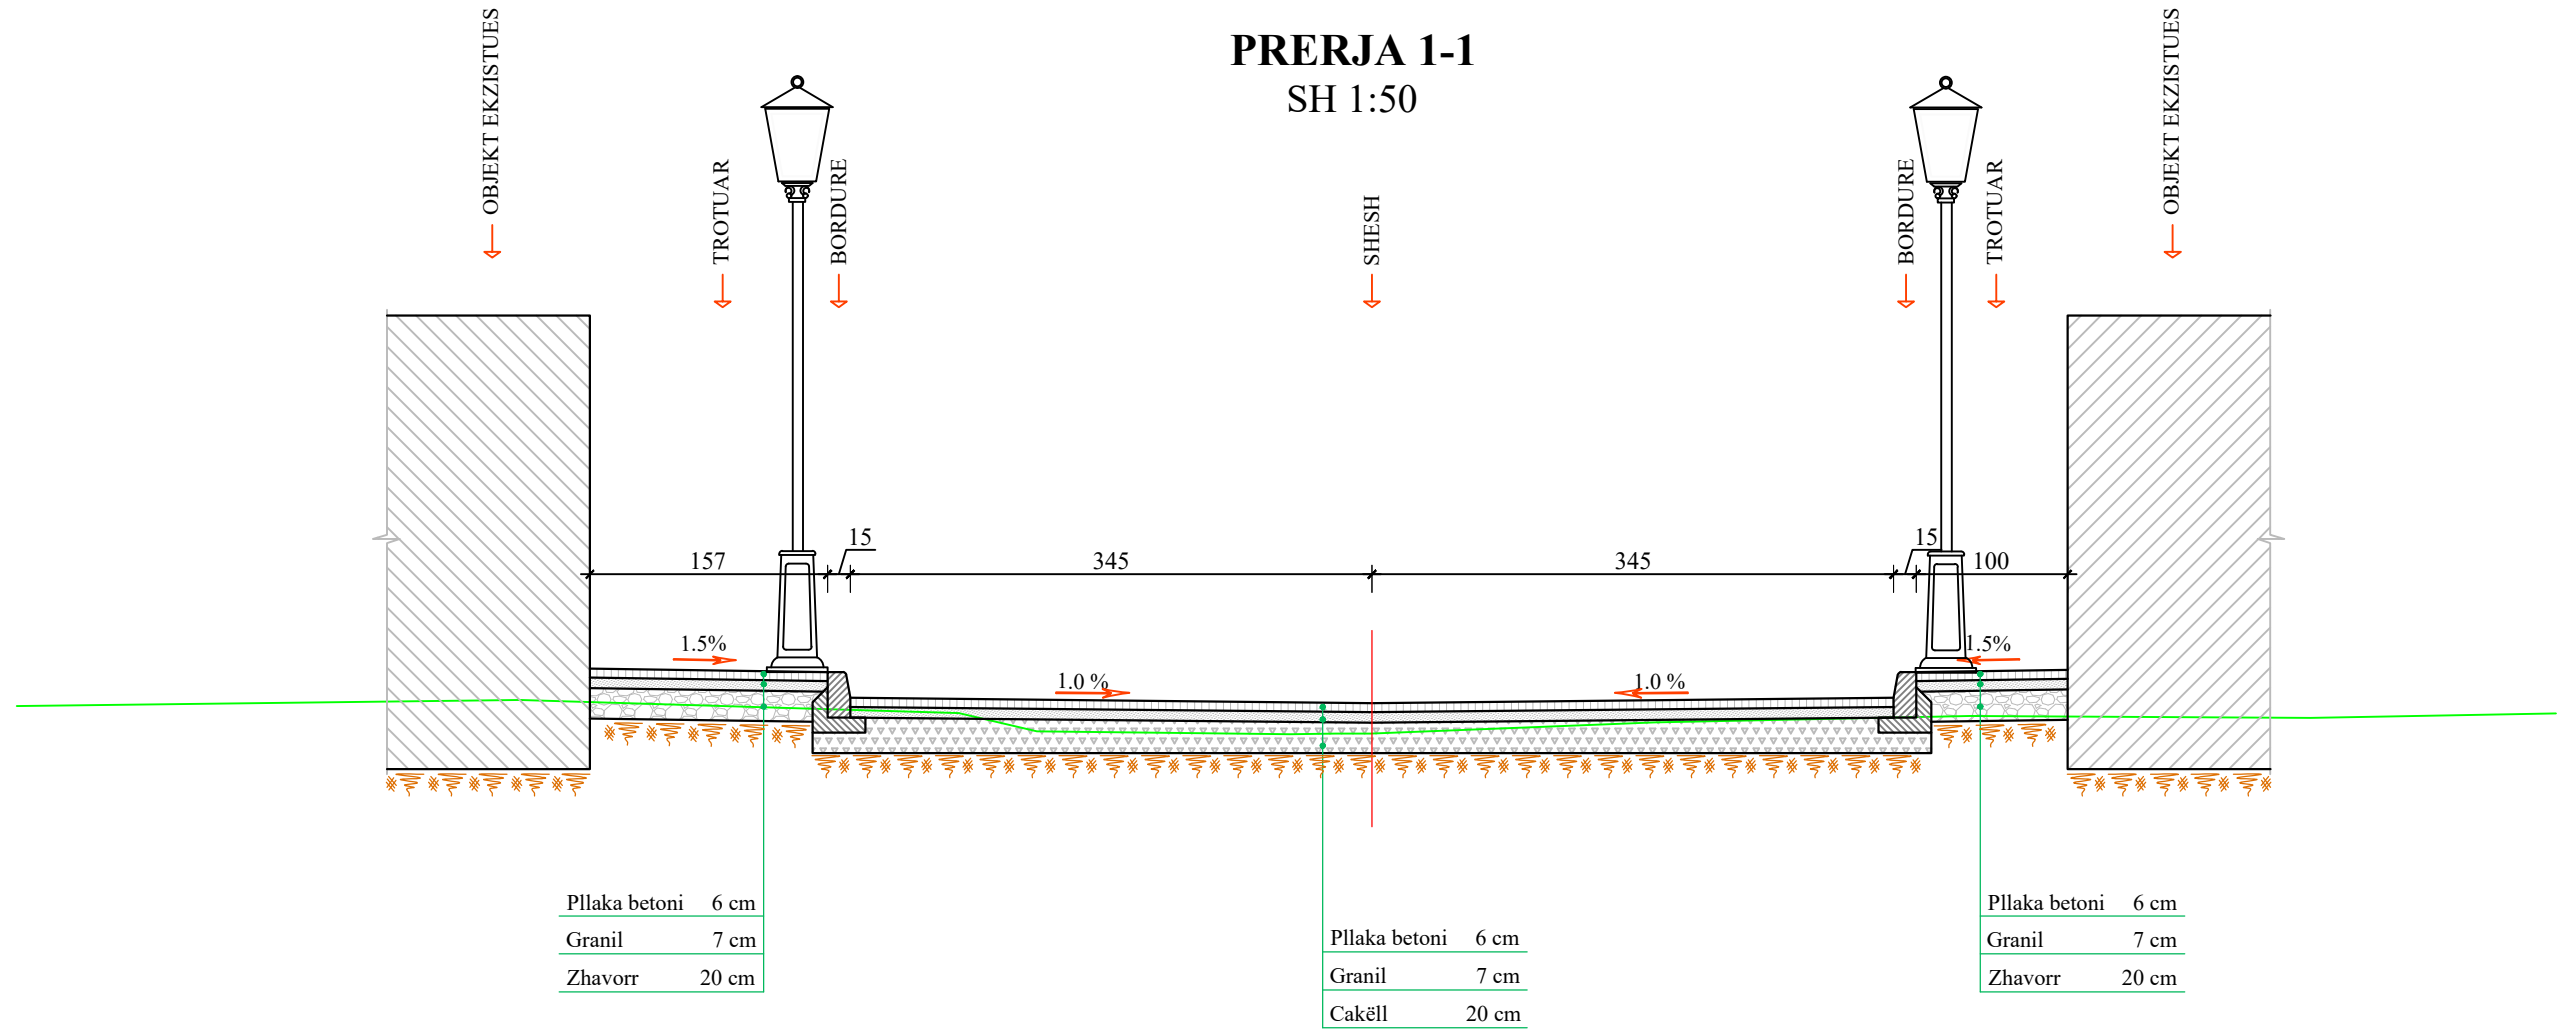 PRERJA 1-1
SH 1:50
OBJEKT EKZISTUES
TROTUAR
BORDURE
SHESH
BORDURE
TROTUAR
OBJEKT EKZISTUES
157
15
345
345
15
100
1.5%
1.0 %
1.0 %
1.5%
Pllaka betoni 6 cm
Granil 7 cm
Zhavorr 20 cm
Pllaka betoni 6 cm
Granil 7 cm
Cakëll 20 cm
Pllaka betoni 6 cm
Granil 7 cm
Zhavorr 20 cm